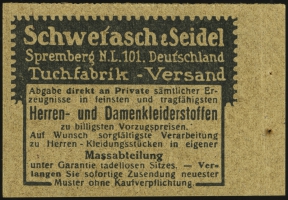 Schwetasch & Seidel
Spremberg N.L.101. Deutschland
Tuchfabrik - Versand
Abgabe direkt an Private sämtlicher Er-
zeugnisse in feinsten und tragfähigsten
Herren- und Damenkleiderstoffen
zu billigsten Vorzugspreisen.
Auf Wunsch sorgfältigste Verarbeitung
zu Herren-Kleidungsstücken in eigener
Massabteilung
unter Garantie tadellosen Sitzes. — Ver-
langen Sie sofortige Zusendung neuester
Muster ohne Kaufverpflichtung.